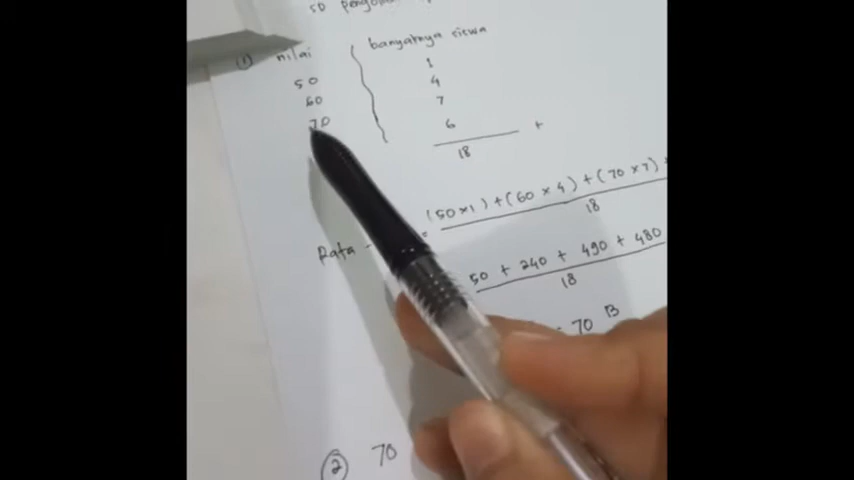 50
(1) nilai banyaknya siswa
50 1
60 4
70 7
6 +
18
Rata - = (50x1) + (60 x 4) + (70 x 7) +
18
50 + 240 + 490 + 480
18
= 70 B
(2) 70